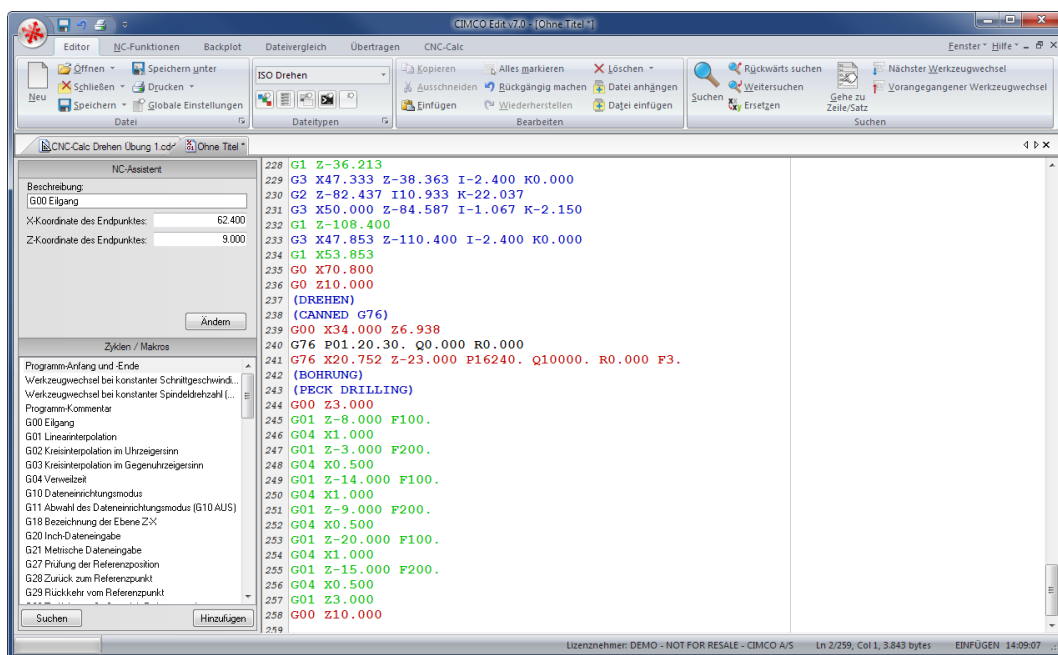 CIMCO Edit v7.0 - [Ohne Titel *]
Editor NC-Funktionen Backplot Dateivergleich Übertragen CNC-Calc Fenster Hilfe
Neu
Öffnen Speichern unter
Schließen Drucken
Speichern Globale Einstellungen
Datei
ISO Drehen
Dateitypen
Kopieren Alles markieren Löschen
Ausschneiden Rückgängig machen Datei anhängen
Einfügen Wiederherstellen Datei einfügen
Bearbeiten
Suchen
Rückwärts suchen
Weitersuchen
Ersetzen
Gehe zu
Zeile/Satz
Nächster Werkzeugwechsel
Vorangegangener Werkzeugwechsel
Suchen
CNC-Calc Drehen Übung 1.cdd Ohne Titel *
NC-Assistent
Beschreibung:
G00 Eilgang
X-Koordinate des Endpunktes: 62.400
Z-Koordinate des Endpunktes: 9.000
Ändern
Zyklen / Makros
Programm-Anfang und -Ende
Werkzeugwechsel bei konstanter Schnittgeschwindi...
Werkzeugwechsel bei konstanter Spindeldrehzahl (...
Programm-Kommentar
G00 Eilgang
G01 Linearinterpolation
G02 Kreisinterpolation im Uhrzeigersinn
G03 Kreisinterpolation im Gegenuhrzeigersinn
G04 Verweilzeit
G10 Dateneinrichtungsmodus
G11 Abwahl des Dateneinrichtungsmodus (G10 AUS)
G18 Bezeichnung der Ebene Z-X
G20 Inch-Dateneingabe
G21 Metrische Dateneingabe
G27 Prüfung der Referenzposition
G28 Zurück zum Referenzpunkt
G29 Rückkehr vom Referenzpunkt
Suchen Hinzufügen
228 G1 Z-36.213
229 G3 X47.333 Z-38.363 I-2.400 K0.000
230 G2 Z-82.437 I10.933 K-22.037
231 G3 X50.000 Z-84.587 I-1.067 K-2.150
232 G1 Z-108.400
233 G3 X47.853 Z-110.400 I-2.400 K0.000
234 G1 X53.853
235 G0 X70.800
236 G0 Z10.000
237 (DREHEN)
238 (CANNED G76)
239 G00 X34.000 Z6.938
240 G76 P01.20.30. Q0.000 R0.000
241 G76 X20.752 Z-23.000 P16240. Q10000. R0.000 F3.
242 (BOHRUNG)
243 (PECK DRILLING)
244 G00 Z3.000
245 G01 Z-8.000 F100.
246 G04 X1.000
247 G01 Z-3.000 F200.
248 G04 X0.500
249 G01 Z-14.000 F100.
250 G04 X1.000
251 G01 Z-9.000 F200.
252 G04 X0.500
253 G01 Z-20.000 F100.
254 G04 X1.000
255 G01 Z-15.000 F200.
256 G04 X0.500
257 G01 Z3.000
258 G00 Z10.000
259
Lizenznehmer: DEMO - NOT FOR RESALE - CIMCO A/S Ln 2/259, Col 1, 3.843 bytes EINFÜGEN 14:09:07